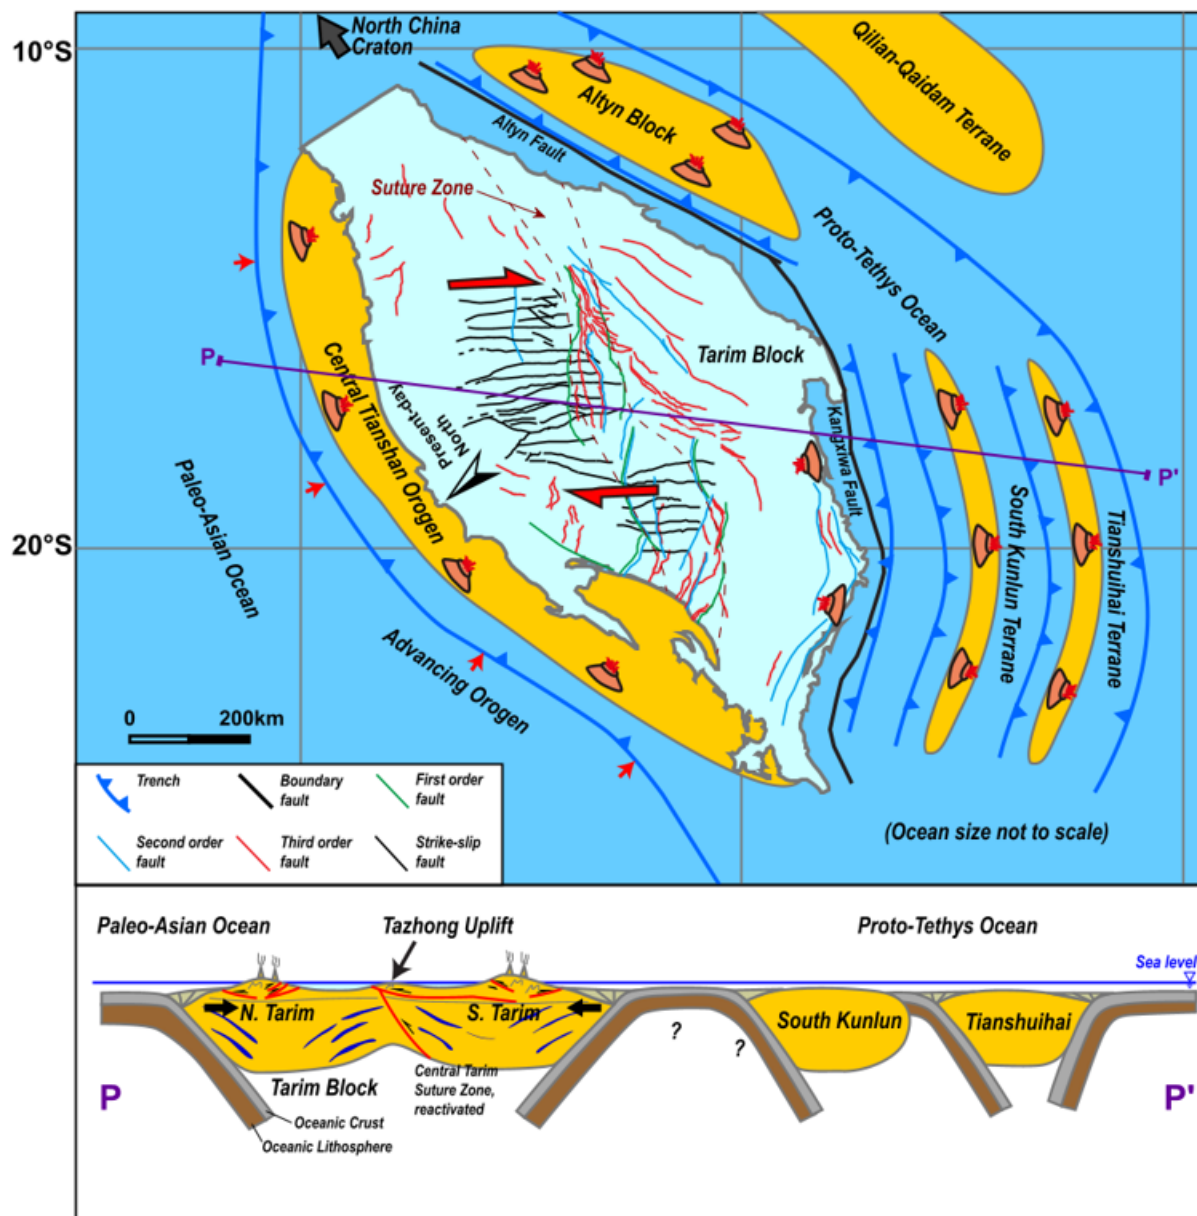 North China
Craton
10°S
Qilian-Qaidam Terrane
Altyn Block
Altyn Fault
Suture Zone
Proto-Tethys Ocean
Tarim Block
P
Central Tianshan Orogen
Present-day
North
Kangxiwa Fault
P'
Paleo-Asian Ocean
South Kunlun Terrane
Tianshuihai Terrane
20°S
Advancing Orogen
0 200km
(Ocean size not to scale)
Trench
Boundary
fault
First order
fault
Second order
fault
Third order
fault
Strike-slip
fault
Paleo-Asian Ocean
Tazhong Uplift
Proto-Tethys Ocean
Sea level
N. Tarim
S. Tarim
South Kunlun
Tianshuihai
?
?
Tarim Block
Central Tarim
Suture Zone,
reactivated
P
P'
Oceanic Crust
Oceanic Lithosphere